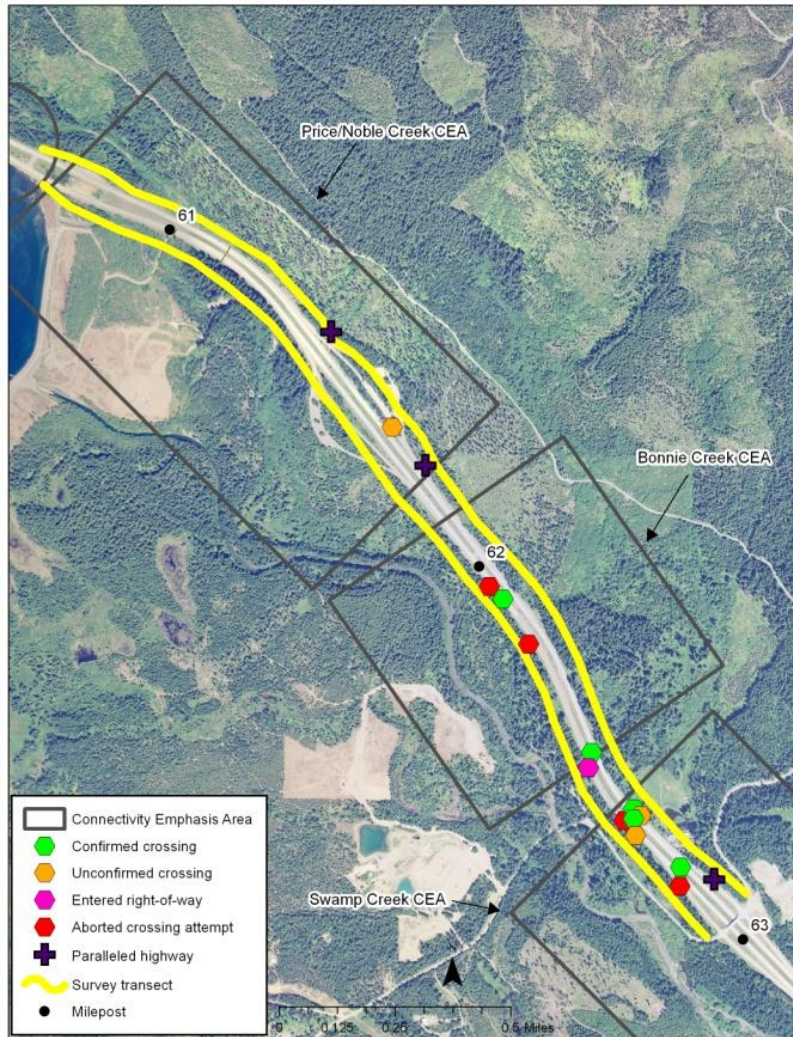 Price/Noble Creek CEA
61
Bonnie Creek CEA
62
Connectivity Emphasis Area
Confirmed crossing
Unconfirmed crossing
Entered right-of-way
Aborted crossing attempt
Paralleled highway
Survey transect
Milepost
Swamp Creek CEA
63
0 0.125 0.25 0.5 Miles